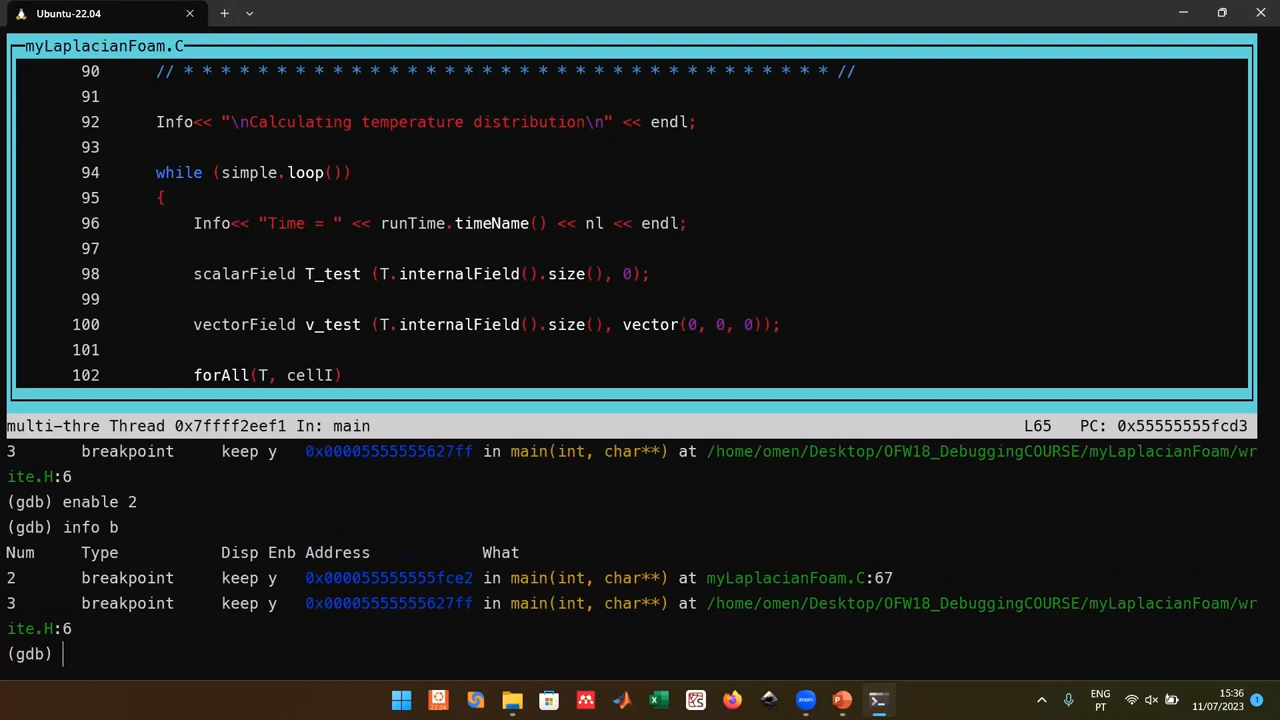 Ubuntu-22.04
myLaplacianFoam.C
90 // * * * * * * * * * * * * * * * * * * * * * * * * * * * * * * * * * * * //
91
92 Info<< "\nCalculating temperature distribution\n" << endl;
93
94 while (simple.loop())
95 {
96 Info<< "Time = " << runTime.timeName() << nl << endl;
97
98 scalarField T_test (T.internalField().size(), 0);
99
100 vectorField v_test (T.internalField().size(), vector(0, 0, 0));
101
102 forAll(T, cellI)
multi-thre Thread 0x7ffff2eef1 In: main L65 PC: 0x55555555fcd3
3 breakpoint keep y 0x00005555555627ff in main(int, char**) at /home/omen/Desktop/OFW18_DebuggingCOURSE/myLaplacianFoam/wr
ite.H:6
(gdb) enable 2
(gdb) info b
Num Type Disp Enb Address What
2 breakpoint keep y 0x000055555555fce2 in main(int, char**) at myLaplacianFoam.C:67
3 breakpoint keep y 0x00005555555627ff in main(int, char**) at /home/omen/Desktop/OFW18_DebuggingCOURSE/myLaplacianFoam/wr
ite.H:6
(gdb)
22.04
zoom
ENG
PT
15:36
11/07/2023
1